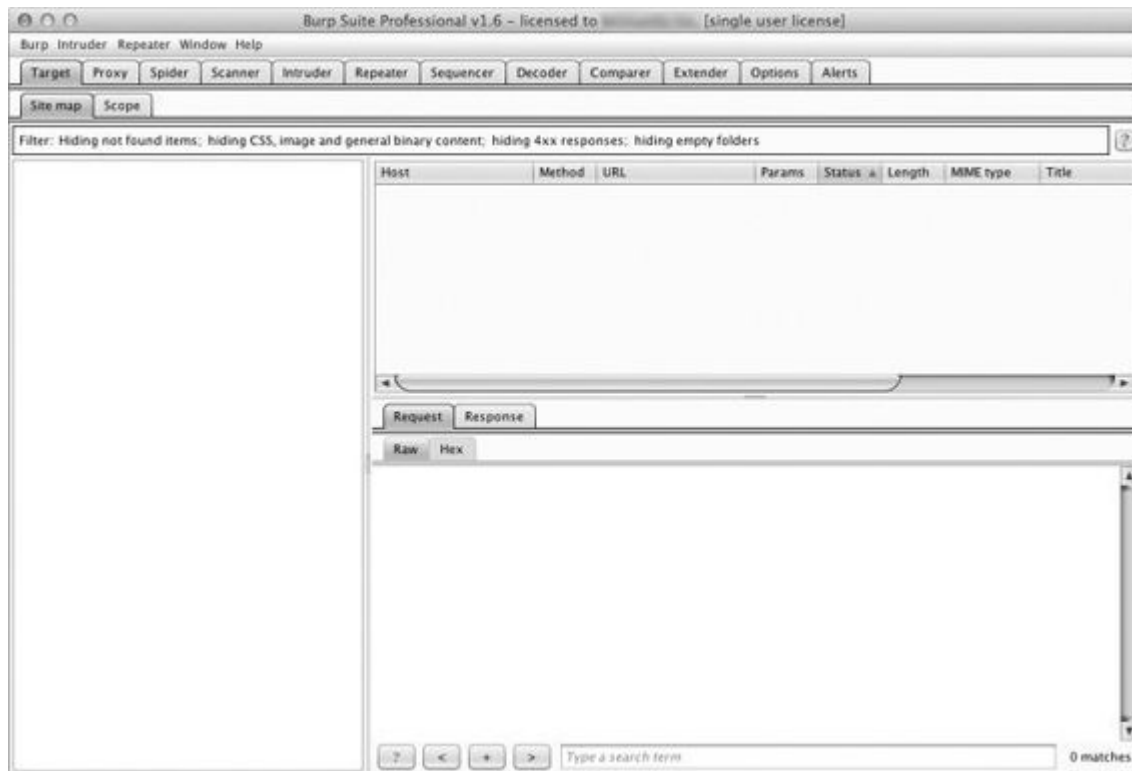 Burp Suite Professional v1.6 – licensed to [single user license]
Burp Intruder Repeater Window Help
Target Proxy Spider Scanner Intruder Repeater Sequencer Decoder Comparer Extender Options Alerts
Site map Scope
Filter: Hiding not found items; hiding CSS, image and general binary content; hiding 4xx responses; hiding empty folders
?
Host Method URL Params Status Length MIME type Title
Request Response
Raw Hex
? < + > Type a search term 0 matches